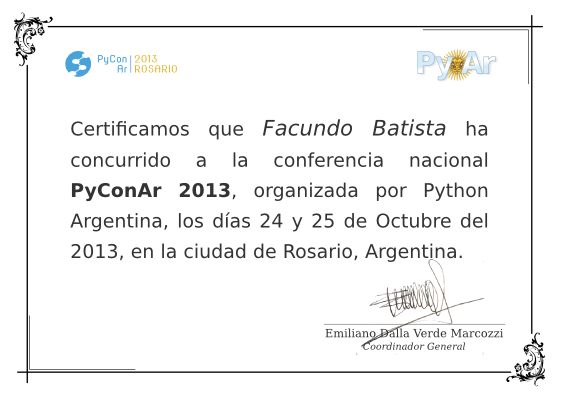 PyCon 2013
Ar ROSARIO
PyAr
Certificamos que Facundo Batista ha
concurrido a la conferencia nacional
PyConAr 2013, organizada por Python
Argentina, los días 24 y 25 de Octubre del
2013, en la ciudad de Rosario, Argentina.
Emiliano Dalla Verde Marcozzi
Coordinador General